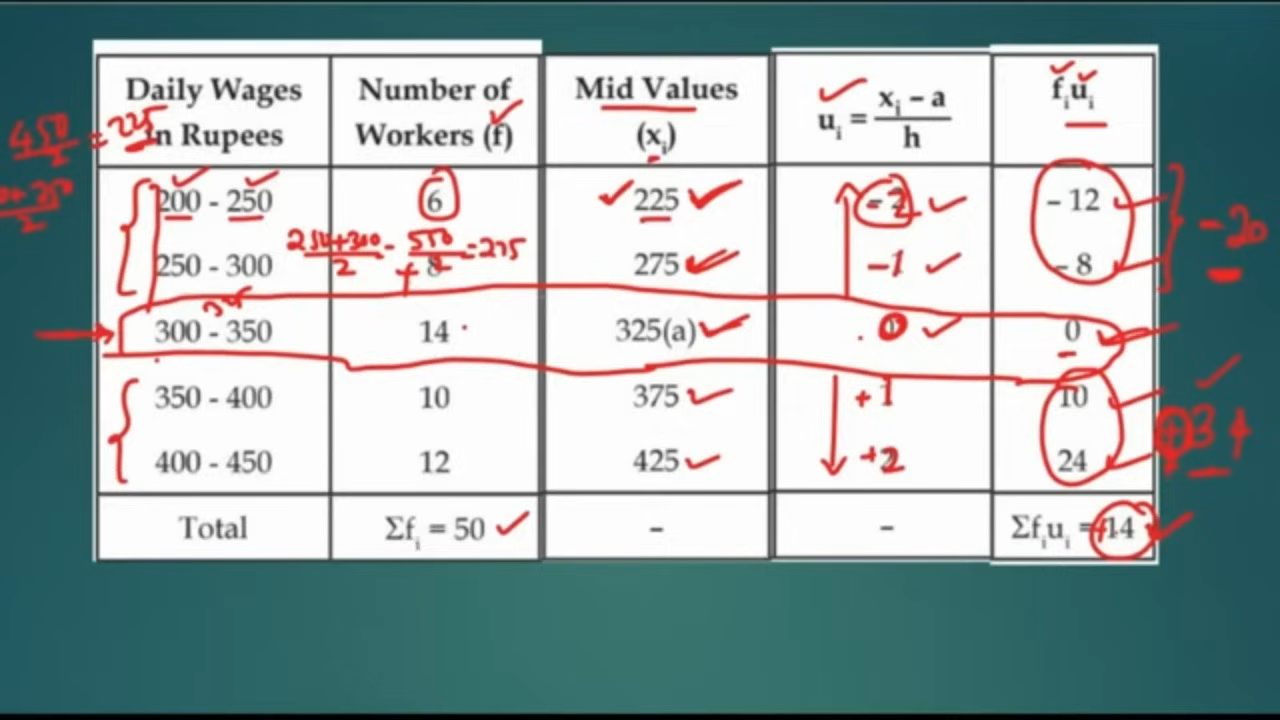 Daily Wages in Rupees
Number of Workers (f)
Mid Values (xᵢ)
uᵢ = (xᵢ – a)/h
fᵢuᵢ
450/2 = 225
200 - 250 6 225 – 2 – 12
250+300/2 = 550/2 = 275
250 - 300 8 275 –1 – 8
– 20
300 - 350 14 325(a) 0 0
350 - 400 10 375 +1 10
+34
400 - 450 12 425 +2 24
Total Σfᵢ = 50 – – Σfᵢuᵢ = +14